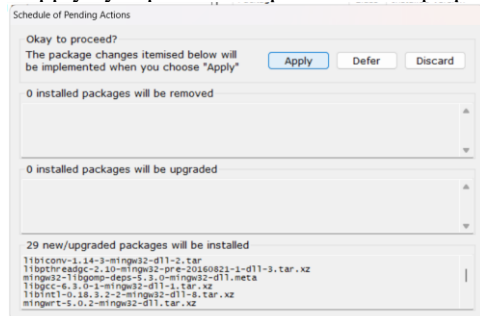 Schedule of Pending Actions
Okay to proceed?
The package changes itemised below will
be implemented when you choose "Apply"
Apply
Defer
Discard
0 installed packages will be removed
0 installed packages will be upgraded
29 new/upgraded packages will be installed
libiconv-1.14-3-mingw32-dll-2.tar
libpthreadgc-2.10-mingw32-pre-20160821-1-dll-3.tar.xz
mingw32-libgomp-deps-5.3.0-mingw32-dll.meta
libgcc-6.3.0-1-mingw32-dll-1.tar.xz
libintl-0.18.3.2-2-mingw32-dll-8.tar.xz
mingwrt-5.0.2-mingw32-dll.tar.xz